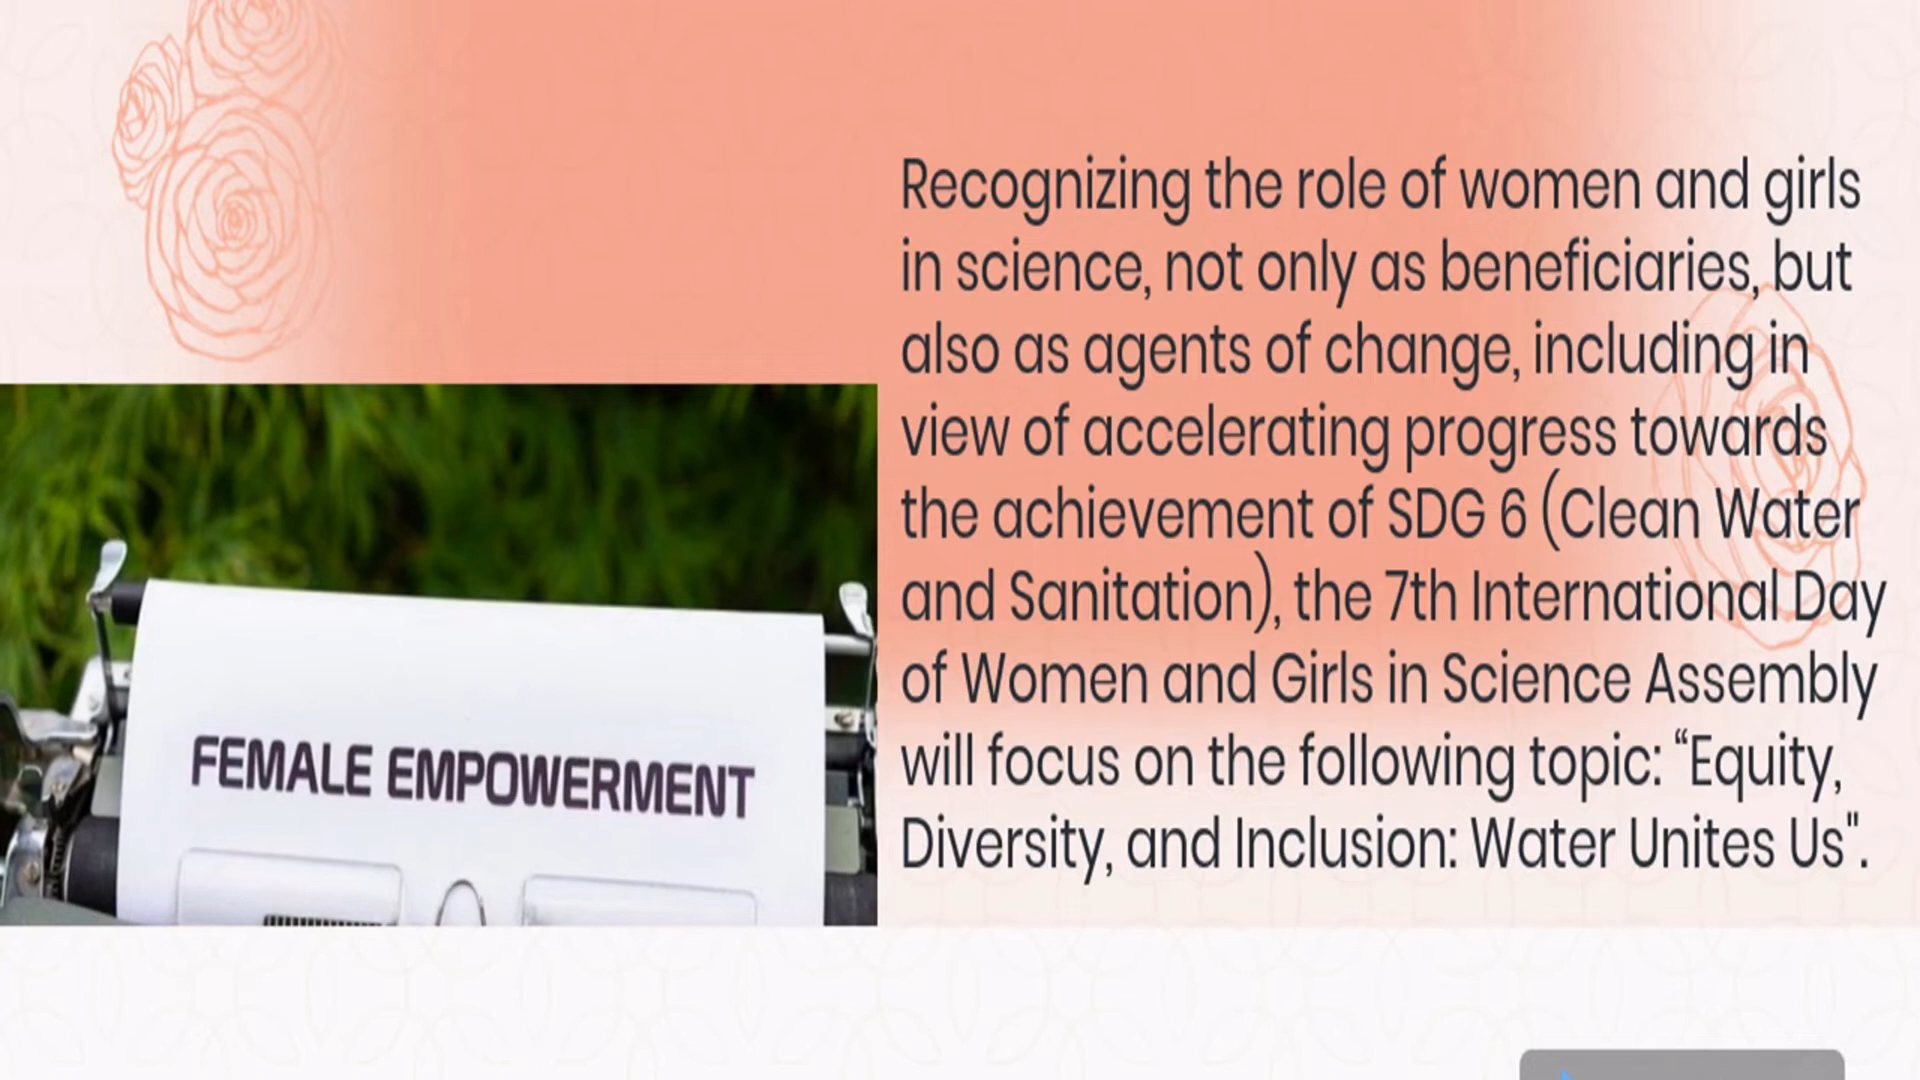 Recognizing the role of women and girls
in science, not only as beneficiaries, but
also as agents of change, including in
view of accelerating progress towards
the achievement of SDG 6 (Clean Water
and Sanitation), the 7th International Day
of Women and Girls in Science Assembly
will focus on the following topic: “Equity,
Diversity, and Inclusion: Water Unites Us".
FEMALE EMPOWERMENT